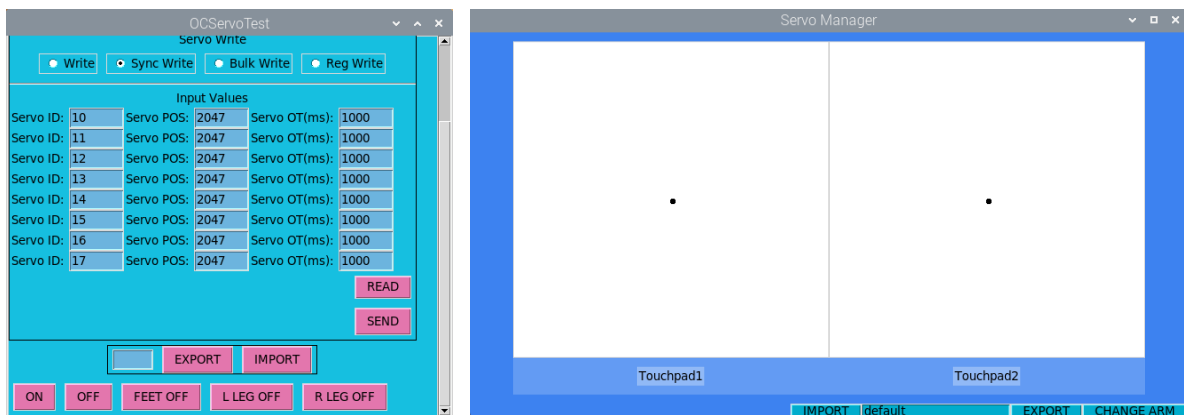 OCServoTest
Servo Write
Write Sync Write Bulk Write Reg Write
Input Values
Servo ID: 10 Servo POS: 2047 Servo OT(ms): 1000
Servo ID: 11 Servo POS: 2047 Servo OT(ms): 1000
Servo ID: 12 Servo POS: 2047 Servo OT(ms): 1000
Servo ID: 13 Servo POS: 2047 Servo OT(ms): 1000
Servo ID: 14 Servo POS: 2047 Servo OT(ms): 1000
Servo ID: 15 Servo POS: 2047 Servo OT(ms): 1000
Servo ID: 16 Servo POS: 2047 Servo OT(ms): 1000
Servo ID: 17 Servo POS: 2047 Servo OT(ms): 1000
READ
SEND
EXPORT IMPORT
ON OFF FEET OFF L LEG OFF R LEG OFF
Servo Manager
Touchpad1 Touchpad2
IMPORT default EXPORT CHANGE ARM